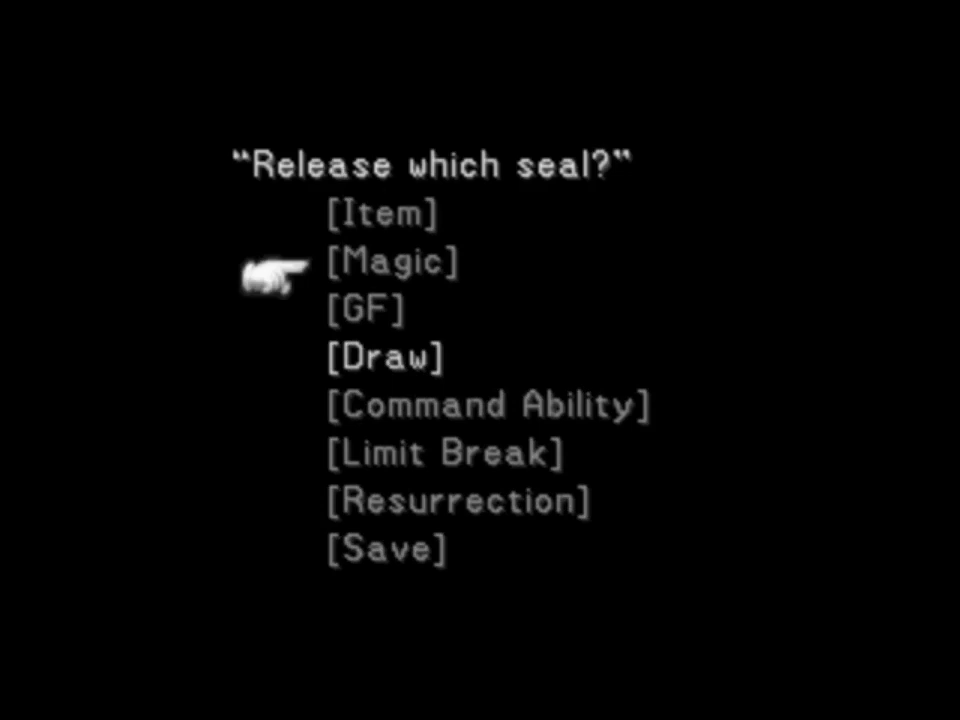 “Release which seal?”
[Item]
[Magic]
[GF]
[Draw]
[Command Ability]
[Limit Break]
[Resurrection]
[Save]